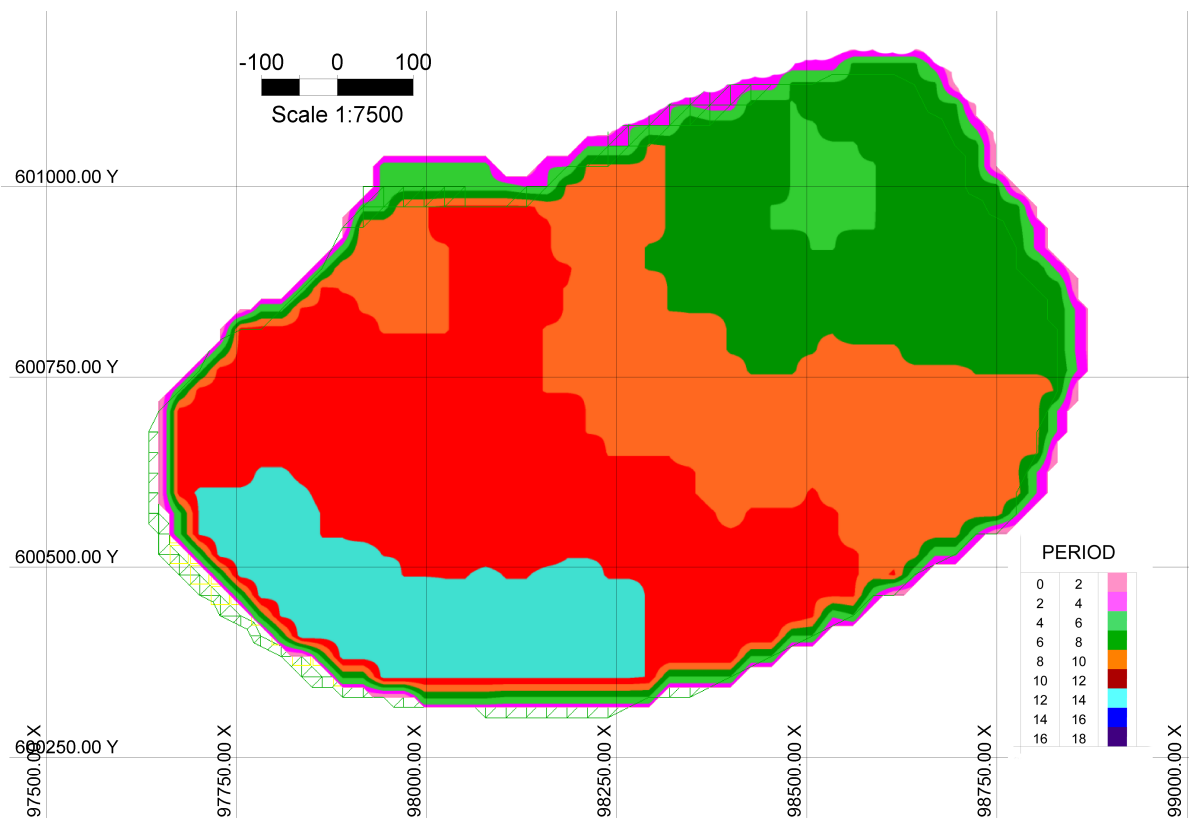 -100 0 100
Scale 1:7500
601000.00 Y
600750.00 Y
600500.00 Y
600250.00 Y
97500.00 X
97750.00 X
98000.00 X
98250.00 X
98500.00 X
98750.00 X
99000.00 X
PERIOD
0 2
2 4
4 6
6 8
8 10
10 12
12 14
14 16
16 18